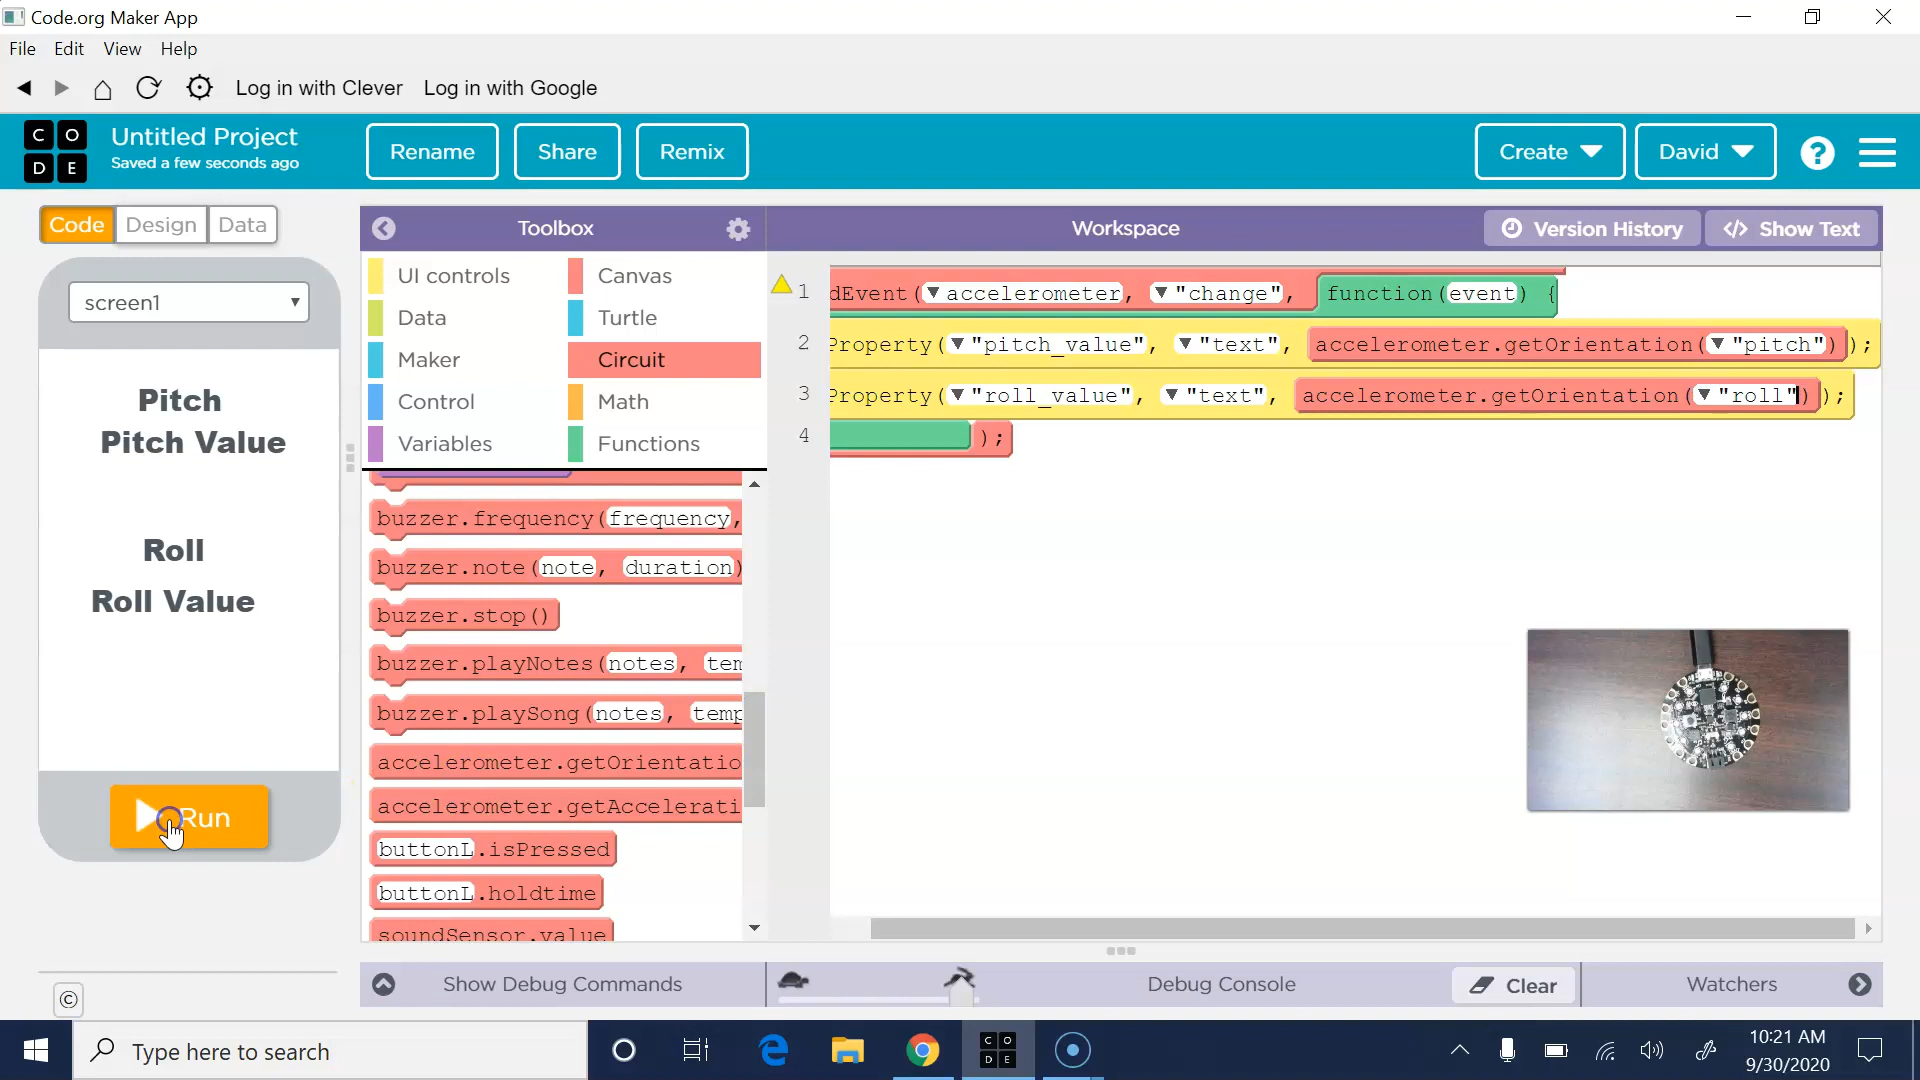 Code.org Maker App
File Edit View Help
Log in with Clever Log in with Google
CODE
Untitled Project
Saved a few seconds ago
Rename Share Remix
Create David ?
Code Design Data
screen1
Pitch
Pitch Value
Roll
Roll Value
Run
©
Toolbox
UI controls Canvas
Data Turtle
Maker Circuit
Control Math
Variables Functions
buzzer.frequency(frequency,
buzzer.note(note, duration)
buzzer.stop()
buzzer.playNotes(notes, tem
buzzer.playSong(notes, temp
accelerometer.getOrientatio
accelerometer.getAccelerati
buttonL.isPressed
buttonL.holdtime
soundSensor.value
Workspace
Version History </> Show Text
1 dEvent(▼accelerometer, ▼"change", function(event) {
2 Property(▼"pitch_value", ▼"text", accelerometer.getOrientation(▼"pitch"));
3 Property(▼"roll_value", ▼"text", accelerometer.getOrientation(▼"roll"));
4 );
Show Debug Commands Debug Console Clear Watchers
Type here to search
CODE
10:21 AM
9/30/2020